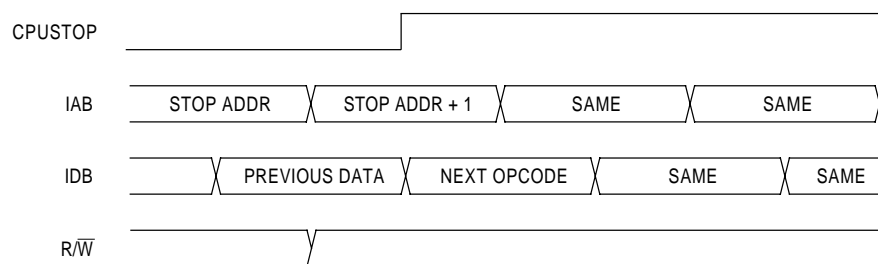 CPUSTOP
IAB STOP ADDR STOP ADDR + 1 SAME SAME
IDB PREVIOUS DATA NEXT OPCODE SAME SAME
R/W̅